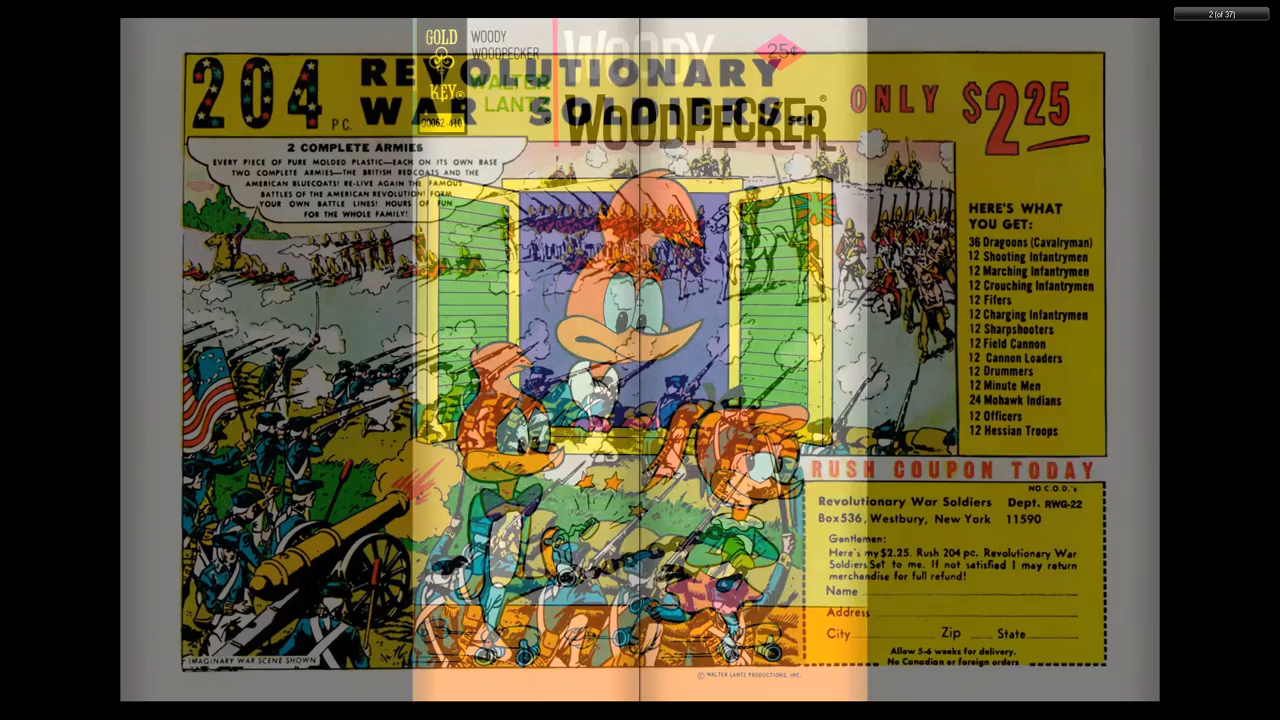 2 (of 37)
GOLD
KEY®
90062-410
WOODY
WOODPECKER
WALTER
LANTZ
WOODY
WOODPECKER®
25¢
204 PC. REVOLUTIONARY
WAR SOLDIERS set
ONLY $2.25
2 COMPLETE ARMIES
EVERY PIECE OF PURE MOLDED PLASTIC—EACH ON ITS OWN BASE
TWO COMPLETE ARMIES—THE BRITISH REDCOATS AND THE
AMERICAN BLUECOATS! RE-LIVE AGAIN THE FAMOUS
BATTLES OF THE AMERICAN REVOLUTION! FORM
YOUR OWN BATTLE LINES! HOURS OF FUN
FOR THE WHOLE FAMILY!
HERE'S WHAT
YOU GET:
36 Dragoons (Cavalryman)
12 Shooting Infantrymen
12 Marching Infantrymen
12 Crouching Infantrymen
12 Fifers
12 Charging Infantrymen
12 Sharpshooters
12 Field Cannon
12 Cannon Loaders
12 Drummers
12 Minute Men
24 Mohawk Indians
12 Officers
12 Hessian Troops
RUSH COUPON TODAY
NO C.O.D.'s
Revolutionary War Soldiers Dept. RWG-22
Box 536, Westbury, New York 11590
Gentlemen:
Here's my $2.25. Rush 204 pc. Revolutionary War
Soldiers Set to me. If not satisfied I may return
merchandise for full refund!
Name
Address
City Zip State
Allow 5-6 weeks for delivery.
No Canadian or foreign orders
IMAGINARY WAR SCENE SHOWN
© WALTER LANTZ PRODUCTIONS, INC.